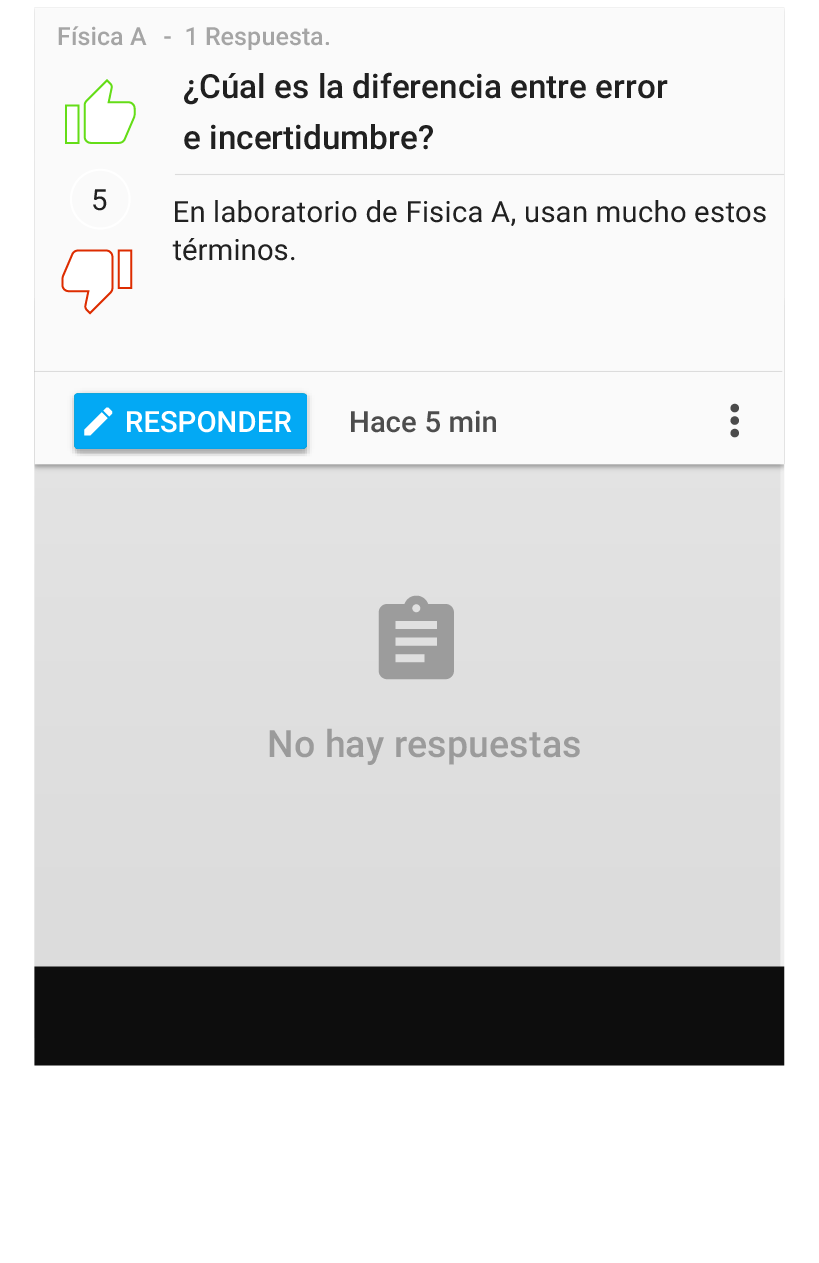 Física A - 1 Respuesta.
¿Cúal es la diferencia entre error
e incertidumbre?
5
En laboratorio de Fisica A, usan mucho estos
términos.
RESPONDER Hace 5 min
No hay respuestas